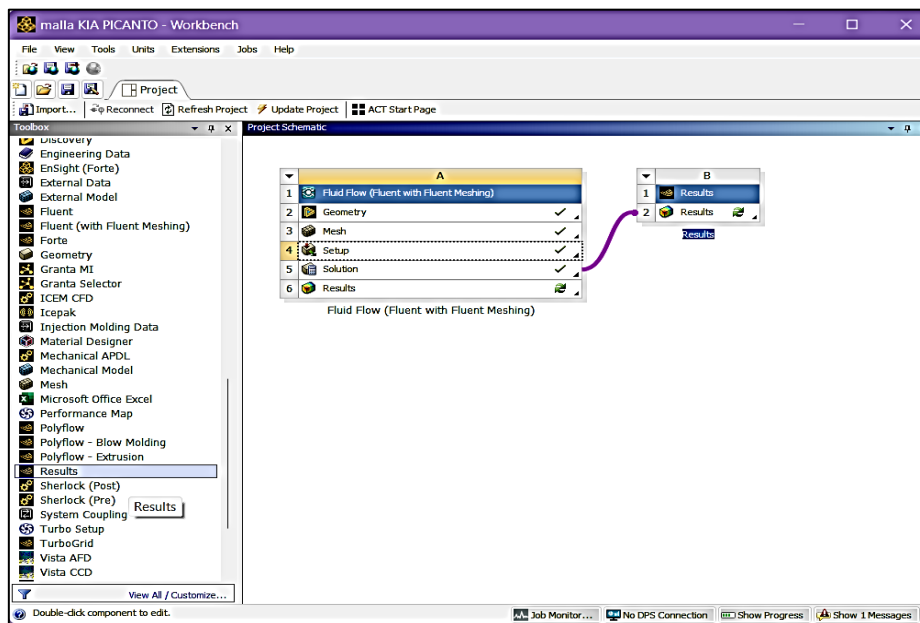 malla KIA PICANTO - Workbench
File View Tools Units Extensions Jobs Help
Project
Import... Reconnect Refresh Project Update Project ACT Start Page
Toolbox
Project Schematic
Discovery
Engineering Data
EnSight (Forte)
External Data
External Model
Fluent
Fluent (with Fluent Meshing)
Forte
Geometry
Granta MI
Granta Selector
ICEM CFD
Icepak
Injection Molding Data
Material Designer
Mechanical APDL
Mechanical Model
Mesh
Microsoft Office Excel
Performance Map
Polyflow
Polyflow - Blow Molding
Polyflow - Extrusion
Results
Sherlock (Post)
Sherlock (Pre)
System Coupling
Turbo Setup
TurboGrid
Vista AFD
Vista CCD
Results
View All / Customize...
A
1 Fluid Flow (Fluent with Fluent Meshing)
2 Geometry
3 Mesh
4 Setup
5 Solution
6 Results
Fluid Flow (Fluent with Fluent Meshing)
B
1 Results
2 Results
Results
Double-click component to edit.
Job Monitor... No DPS Connection Show Progress Show 1 Messages